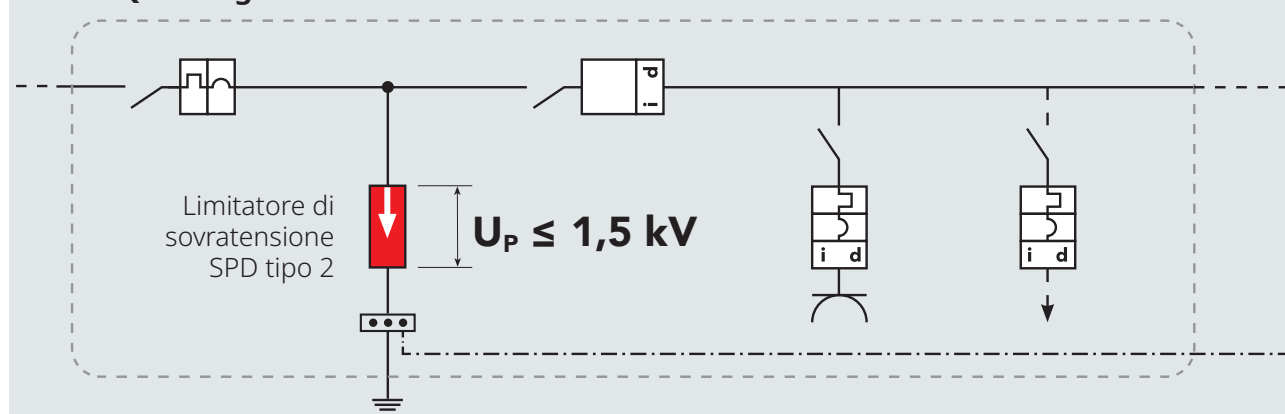 Limitatore di
sovratensione
SPD tipo 2
UP ≤ 1,5 kV
i d
i d
i d